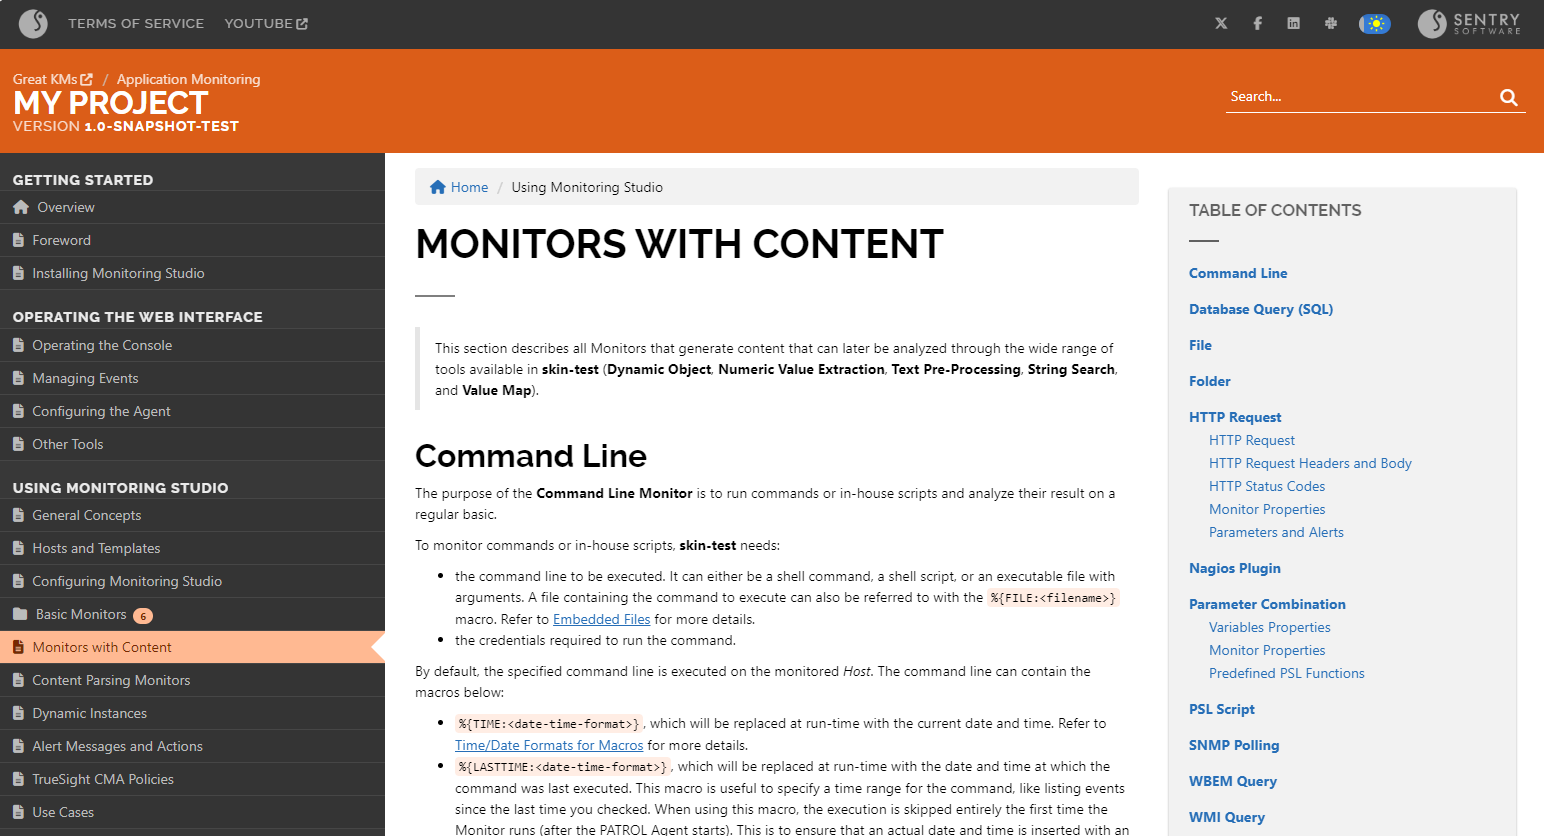 TERMS OF SERVICE YOUTUBE
SENTRY
SOFTWARE
Great KMs / Application Monitoring
MY PROJECT
VERSION 1.0-SNAPSHOT-TEST
Search...
GETTING STARTED
Overview
Foreword
Installing Monitoring Studio
OPERATING THE WEB INTERFACE
Operating the Console
Managing Events
Configuring the Agent
Other Tools
USING MONITORING STUDIO
General Concepts
Hosts and Templates
Configuring Monitoring Studio
Basic Monitors 6
Monitors with Content
Content Parsing Monitors
Dynamic Instances
Alert Messages and Actions
TrueSight CMA Policies
Use Cases
Home / Using Monitoring Studio
MONITORS WITH CONTENT
This section describes all Monitors that generate content that can later be analyzed through the wide range of
tools available in skin-test (Dynamic Object, Numeric Value Extraction, Text Pre-Processing, String Search,
and Value Map).
Command Line
The purpose of the Command Line Monitor is to run commands or in-house scripts and analyze their result on a
regular basic.
To monitor commands or in-house scripts, skin-test needs:
• the command line to be executed. It can either be a shell command, a shell script, or an executable file with
arguments. A file containing the command to execute can also be referred to with the %{FILE:<filename>}
macro. Refer to Embedded Files for more details.
• the credentials required to run the command.
By default, the specified command line is executed on the monitored Host. The command line can contain the
macros below:
• %{TIME:<date-time-format>}, which will be replaced at run-time with the current date and time. Refer to
Time/Date Formats for Macros for more details.
• %{LASTTIME:<date-time-format>}, which will be replaced at run-time with the date and time at which the
command was last executed. This macro is useful to specify a time range for the command, like listing events
since the last time you checked. When using this macro, the execution is skipped entirely the first time the
Monitor runs (after the PATROL Agent starts). This is to ensure that an actual date and time is inserted with an
TABLE OF CONTENTS
Command Line
Database Query (SQL)
File
Folder
HTTP Request
HTTP Request
HTTP Request Headers and Body
HTTP Status Codes
Monitor Properties
Parameters and Alerts
Nagios Plugin
Parameter Combination
Variables Properties
Monitor Properties
Predefined PSL Functions
PSL Script
SNMP Polling
WBEM Query
WMI Query